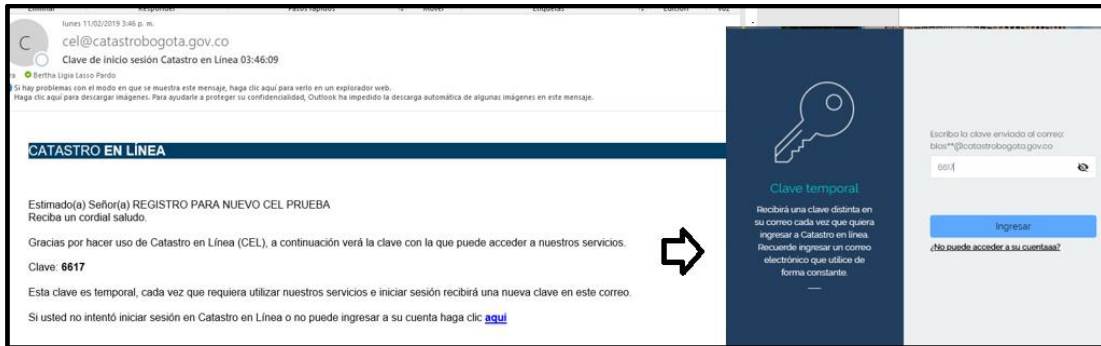 Eliminar Responder Pasos rápidos Mover Etiquetas Edición Voz
lunes 11/02/2019 3:46 p. m.
C
cel@catastrobogota.gov.co
Clave de inicio sesión Catastro en Línea 03:46:09
Bertha Ligia Lasso Pardo
Si hay problemas con el modo en que se muestra este mensaje, haga clic aquí para verlo en un explorador web.
Haga clic aquí para descargar imágenes. Para ayudarle a proteger su confidencialidad, Outlook ha impedido la descarga automática de algunas imágenes en este mensaje.
CATASTRO EN LÍNEA
Estimado(a) Señor(a) REGISTRO PARA NUEVO CEL PRUEBA
Reciba un cordial saludo.
Gracias por hacer uso de Catastro en Línea (CEL), a continuación verá la clave con la que puede acceder a nuestros servicios.
Clave: 6617
Esta clave es temporal, cada vez que requiera utilizar nuestros servicios e iniciar sesión recibirá una nueva clave en este correo.
Si usted no intentó iniciar sesión en Catastro en Línea o no puede ingresar a su cuenta haga clic aquí
Clave temporal
Recibirá una clave distinta en
su correo cada vez que quiera
ingresar a Catastro en línea.
Recuerde ingresar un correo
electrónico que utilice de
forma constante.
Escriba la clave enviada al correo:
blas**@catastrobogota.gov.co
6617
Ingresar
¿No puede acceder a su cuentaaa?